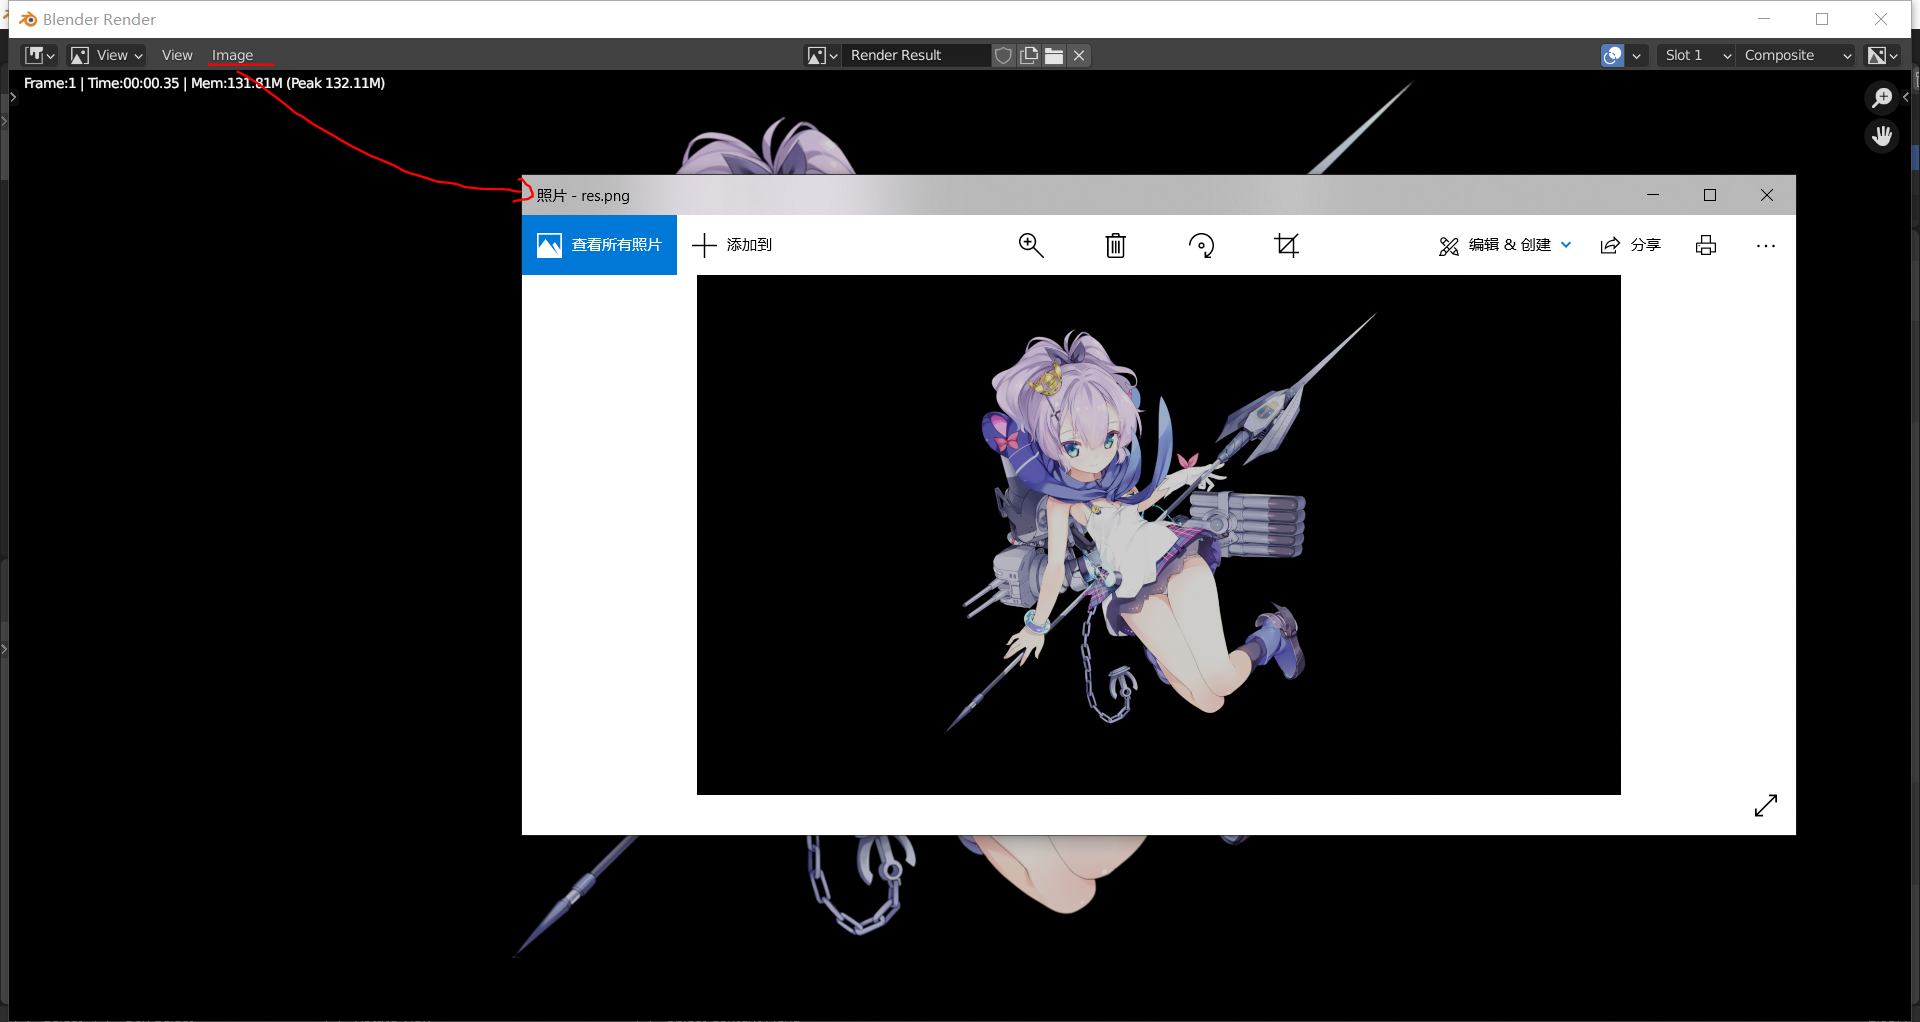 Blender Render
View View Image Render Result Slot 1 Composite
Frame:1 | Time:00:00.35 | Mem:131.81M (Peak 132.11M)
照片 - res.png
查看所有照片 添加到 编辑 & 创建 分享